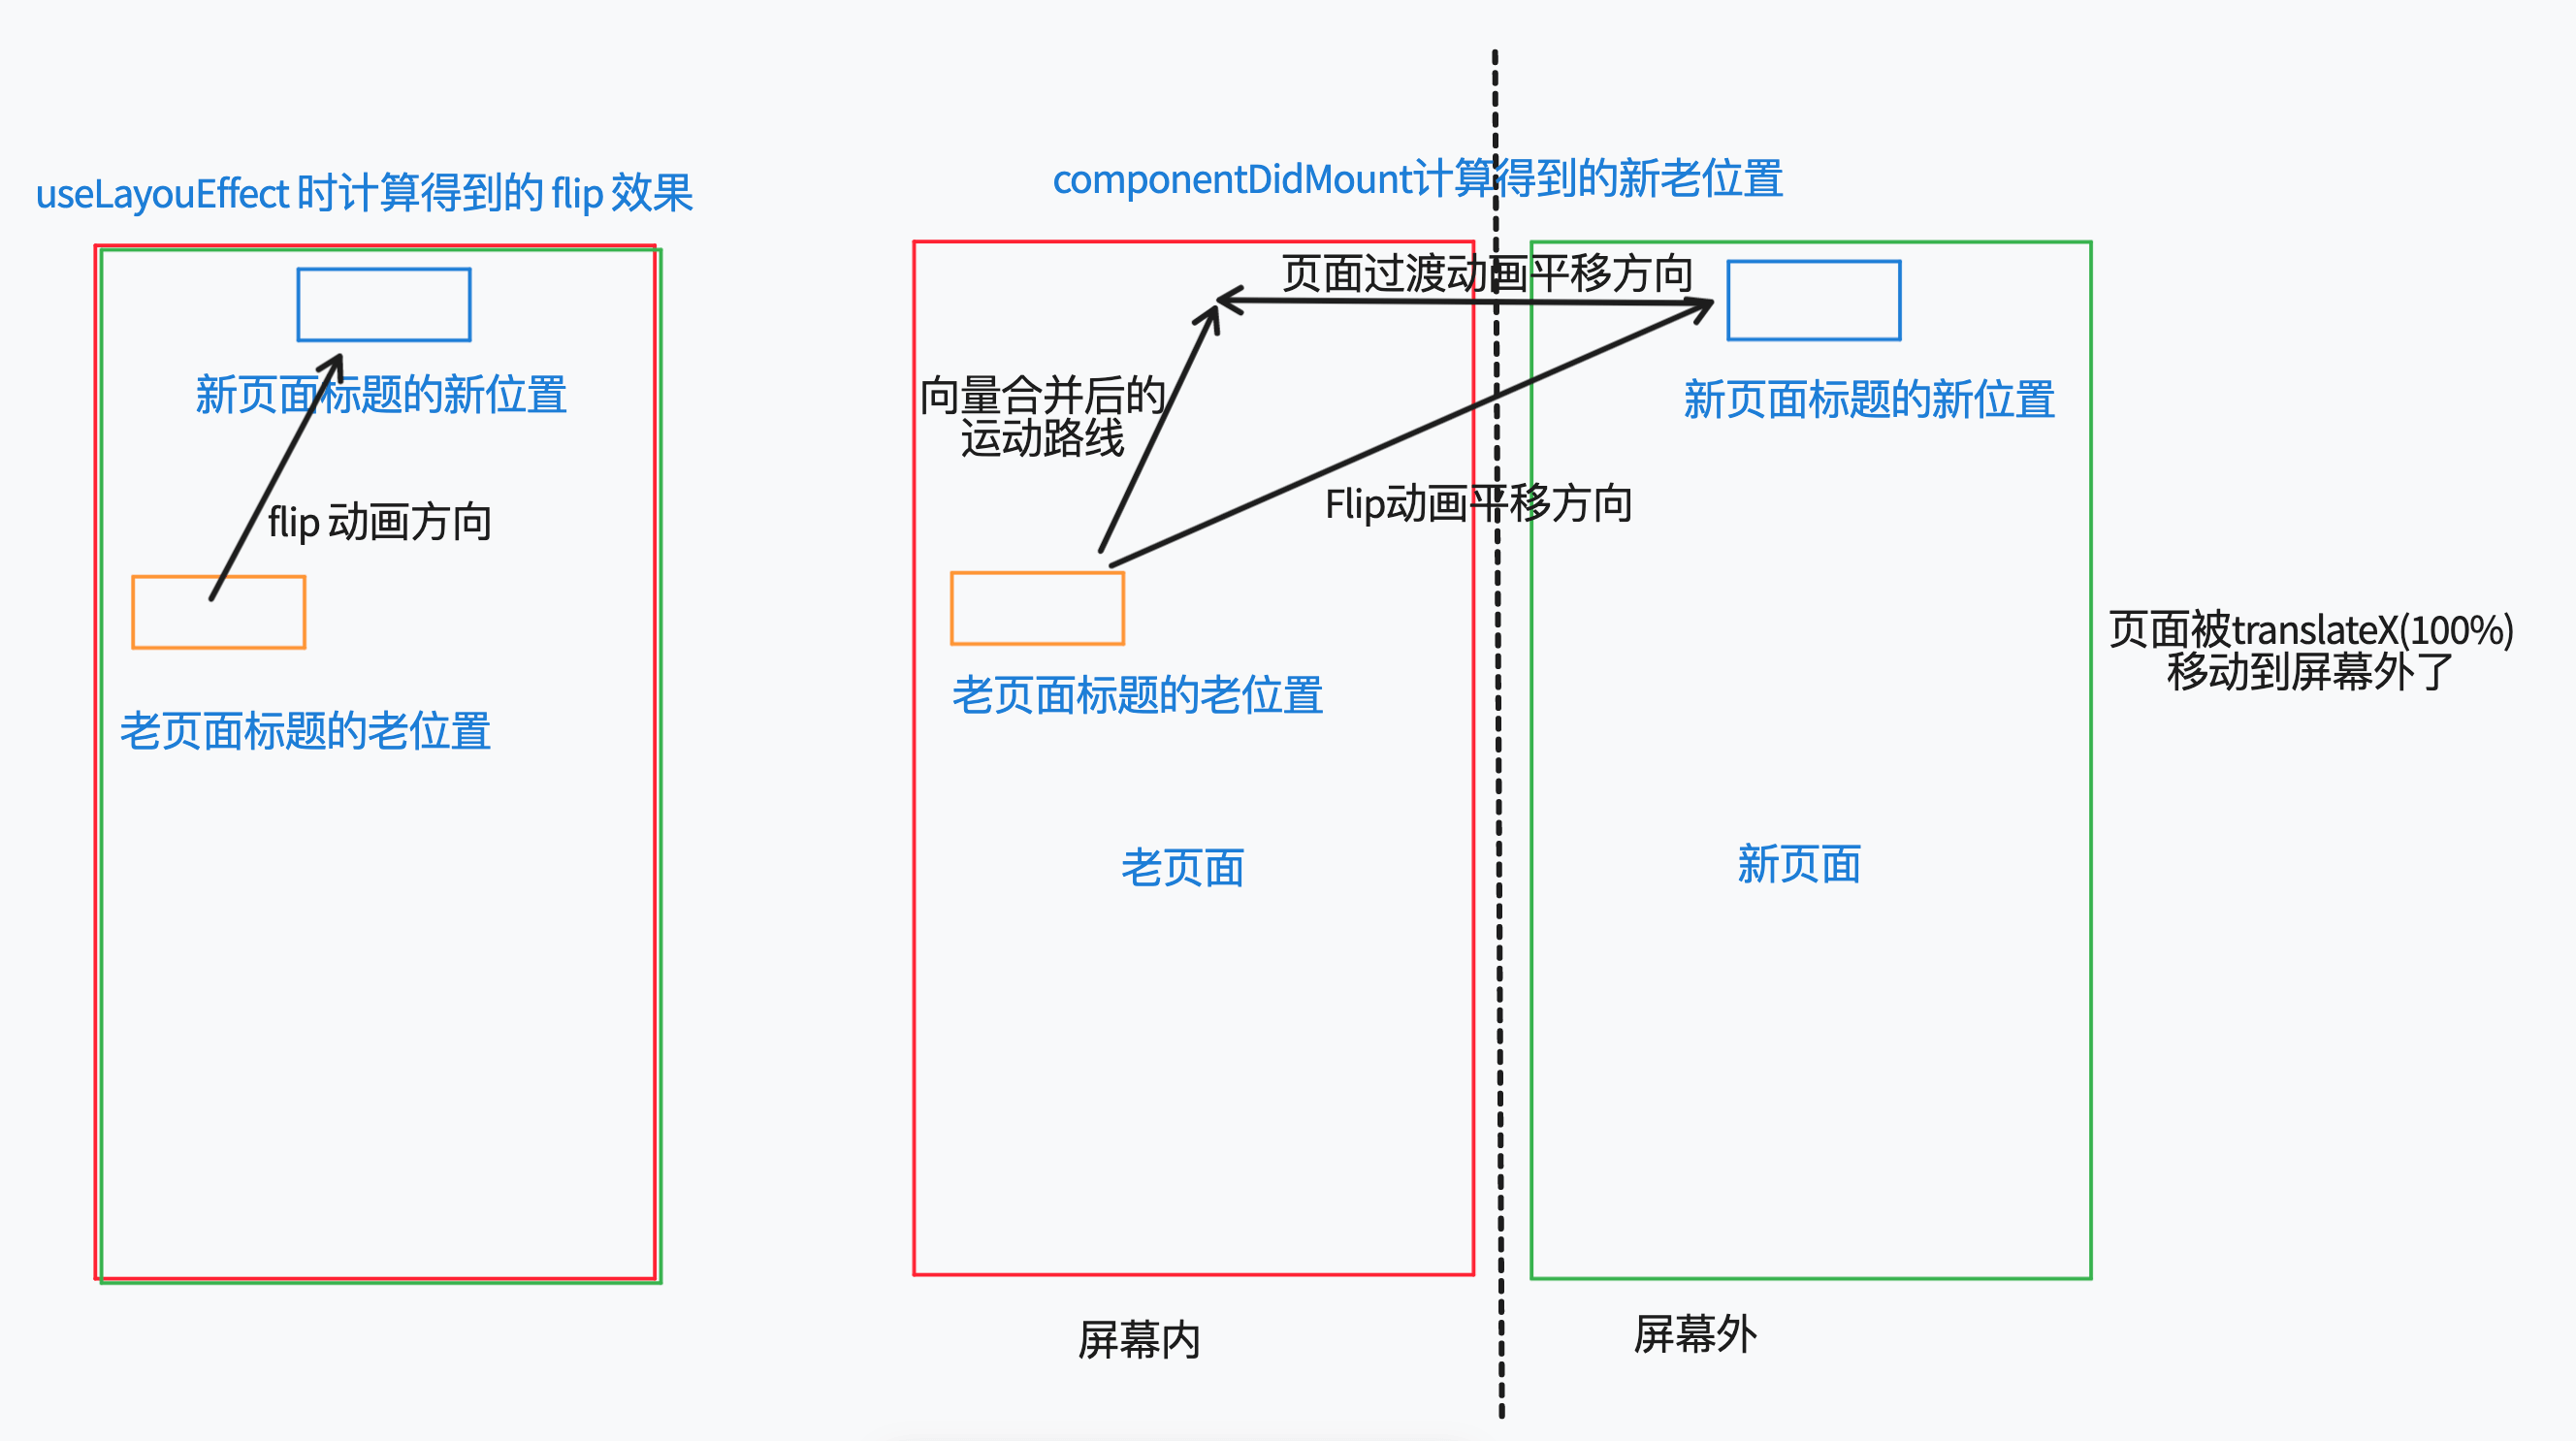 useLayouEffect 时计算得到的 flip 效果
新页面标题的新位置
flip 动画方向
老页面标题的老位置
componentDidMount计算得到的新老位置
页面过渡动画平移方向
向量合并后的
运动路线
新页面标题的新位置
Flip动画平移方向
老页面标题的老位置
页面被translateX(100%)
移动到屏幕外了
老页面
新页面
屏幕内
屏幕外